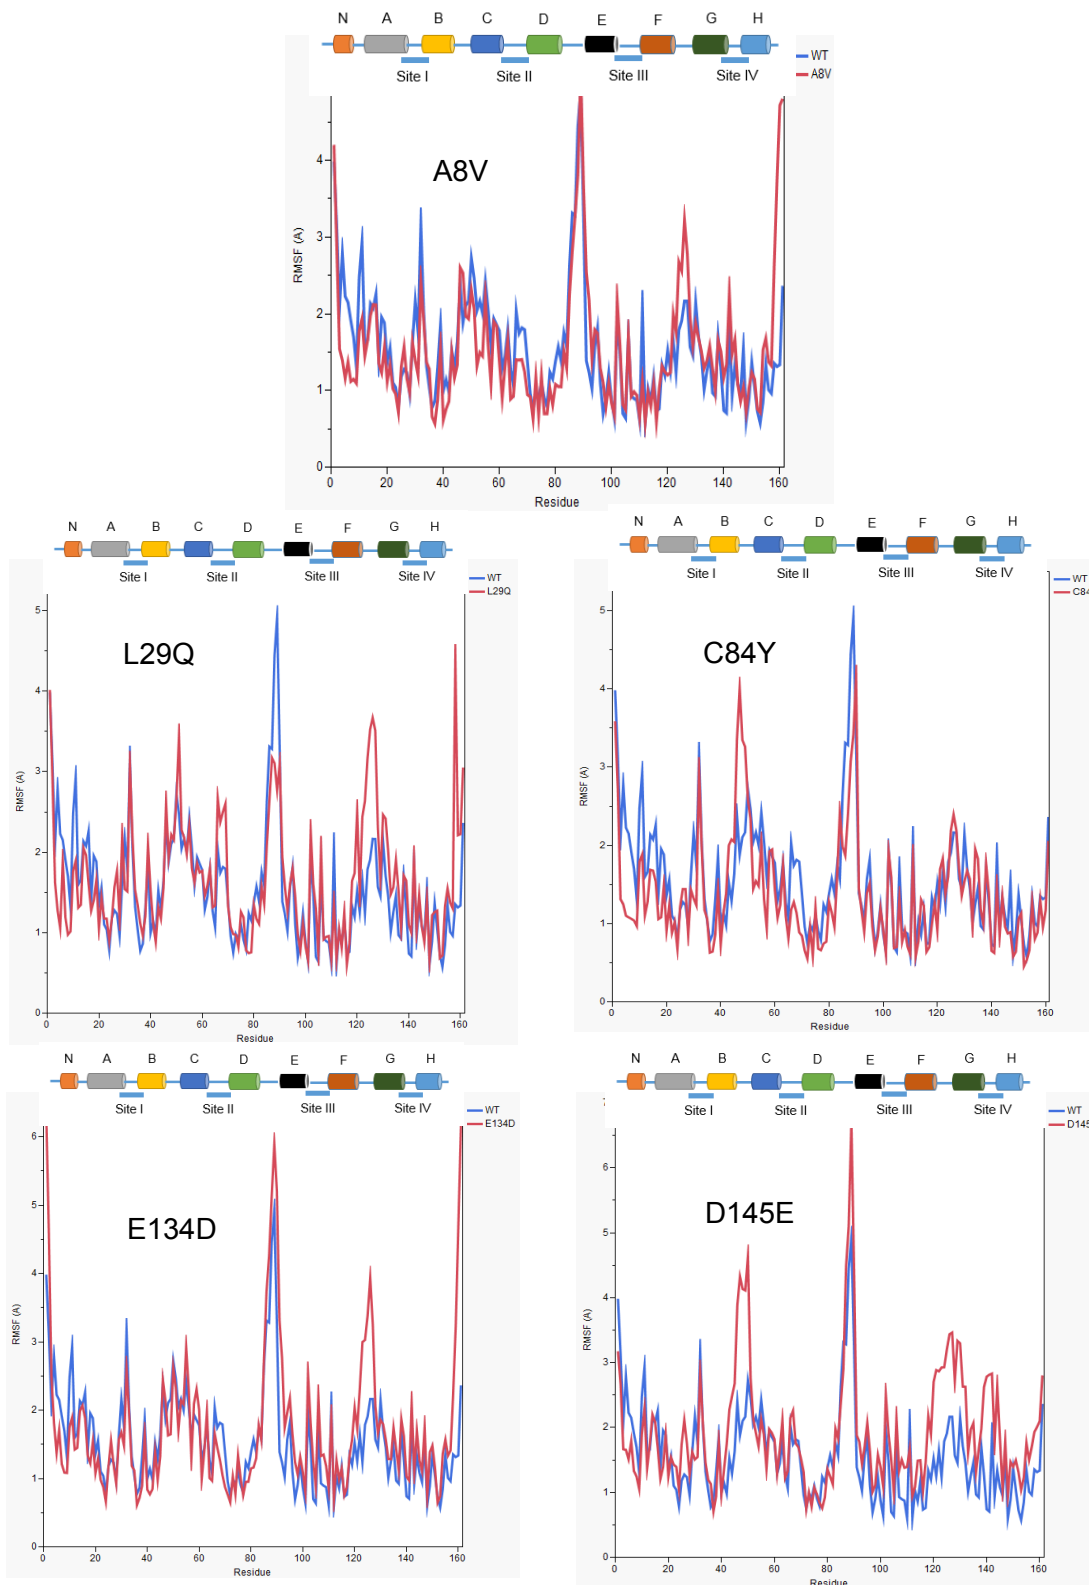 N A B C D E F G H
Site I Site II Site III Site IV
WT
A8V
A8V
RMSF (A)
4
3
2
1
0
0 20 40 60 80 100 120 140 160
Residue
N A B C D E F G H
Site I Site II Site III Site IV
WT
L29Q
L29Q
RMSF (A)
5
4
3
2
1
0
0 20 40 60 80 100 120 140 160
Residue
N A B C D E F G H
Site I Site II Site III Site IV
WT
C84
C84Y
RMSF (A)
5
4
3
2
1
0
0 20 40 60 80 100 120 140 160
Residue
N A B C D E F G H
Site I Site II Site III Site IV
WT
E134D
E134D
RMSF (A)
6
5
4
3
2
1
0
0 20 40 60 80 100 120 140 160
Residue
N A B C D E F G H
Site I Site II Site III Site IV
WT
D145
D145E
RMSF (A)
6
5
4
3
2
1
0
0 20 40 60 80 100 120 140 160
Residue